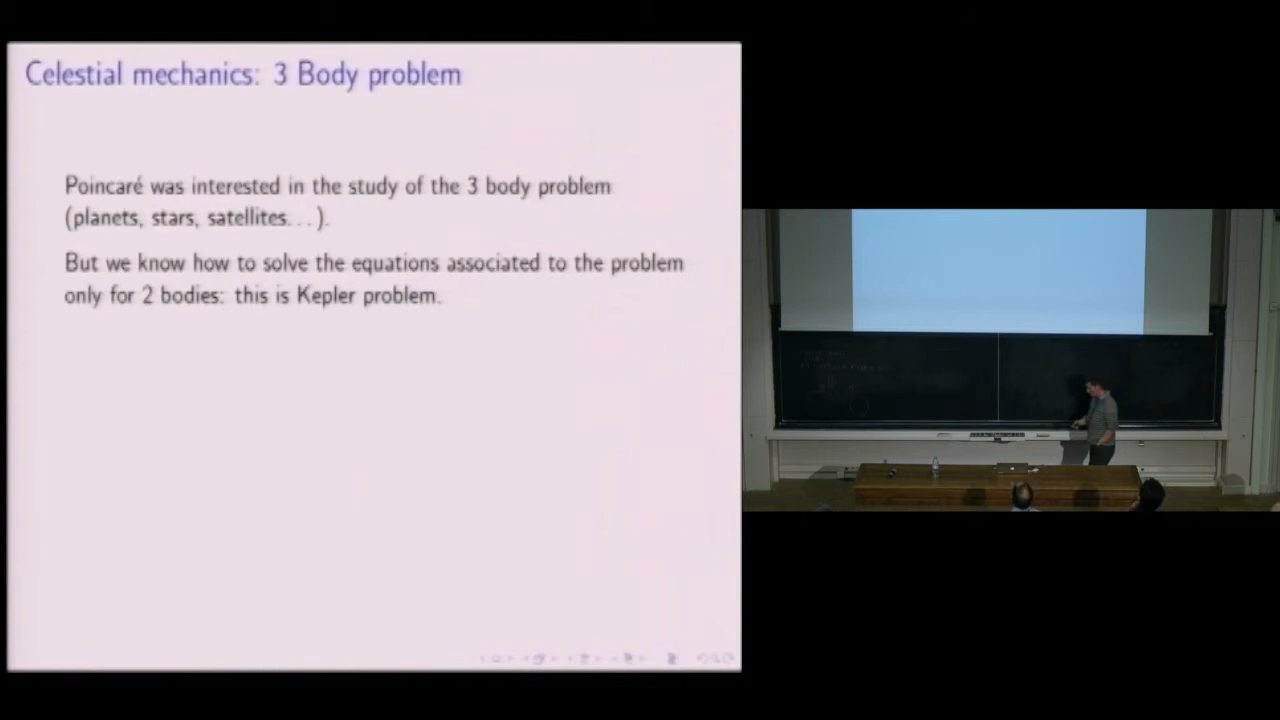 Celestial mechanics: 3 Body problem
Poincaré was interested in the study of the 3 body problem
(planets, stars, satellites...).
But we know how to solve the equations associated to the problem
only for 2 bodies: this is Kepler problem.